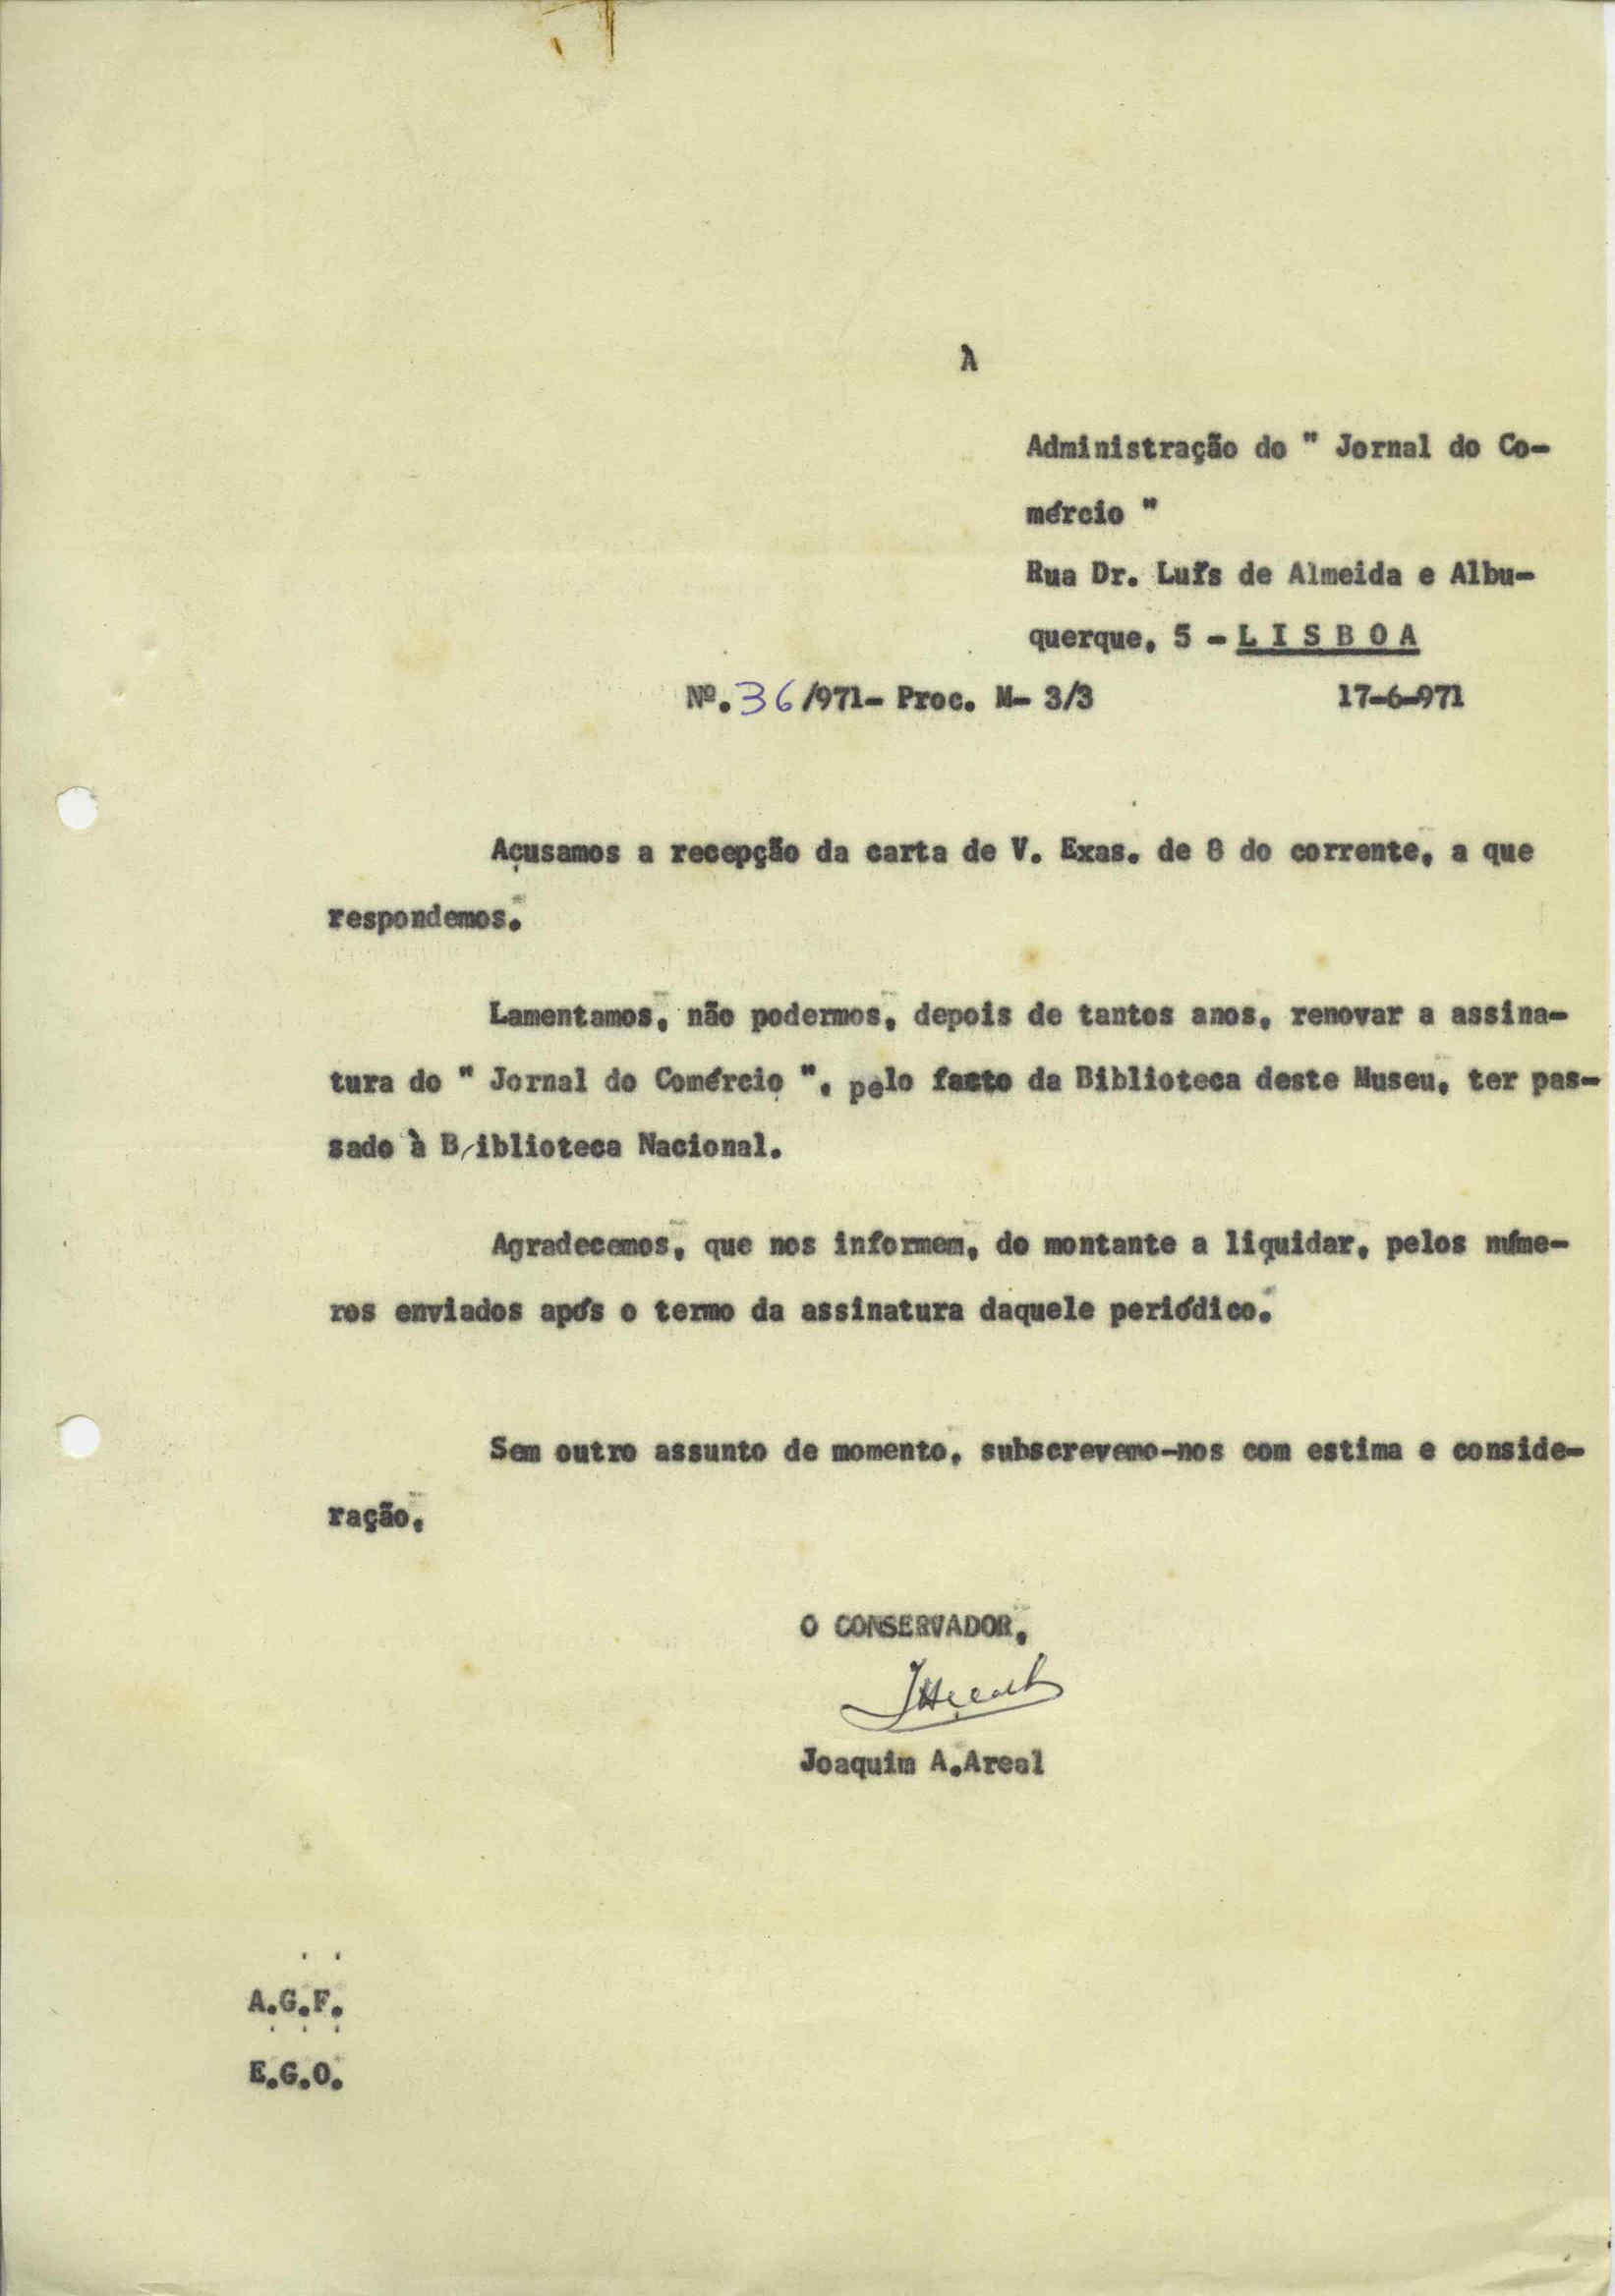 À
Administração do " Jornal do Co-
mércio "
Rua Dr. Luís de Almeida e Albu-
querque, 5 - L I S B O A
Nº. 36/971- Proc. M- 3/3 17-6-971
Açusamos a recepção da carta de V. Exas. de 8 do corrente, a que
respondemos.
Lamentamos, não podermos, depois de tantos anos, renovar a assina-
tura do " Jornal do Comércio ", pelo facto da Biblioteca deste Museu, ter pas-
sado à B iblioteca Nacional.
Agradecemos, que nos informem, do montante a liquidar, pelos núme-
ros enviados após o termo da assinatura daquele periódico.
Sem outro assunto de momento, subscrevemo-nos com estima e conside-
ração,
O CONSERVADOR,
Joaquim A.Areal
A.G.F.
E.G.O.